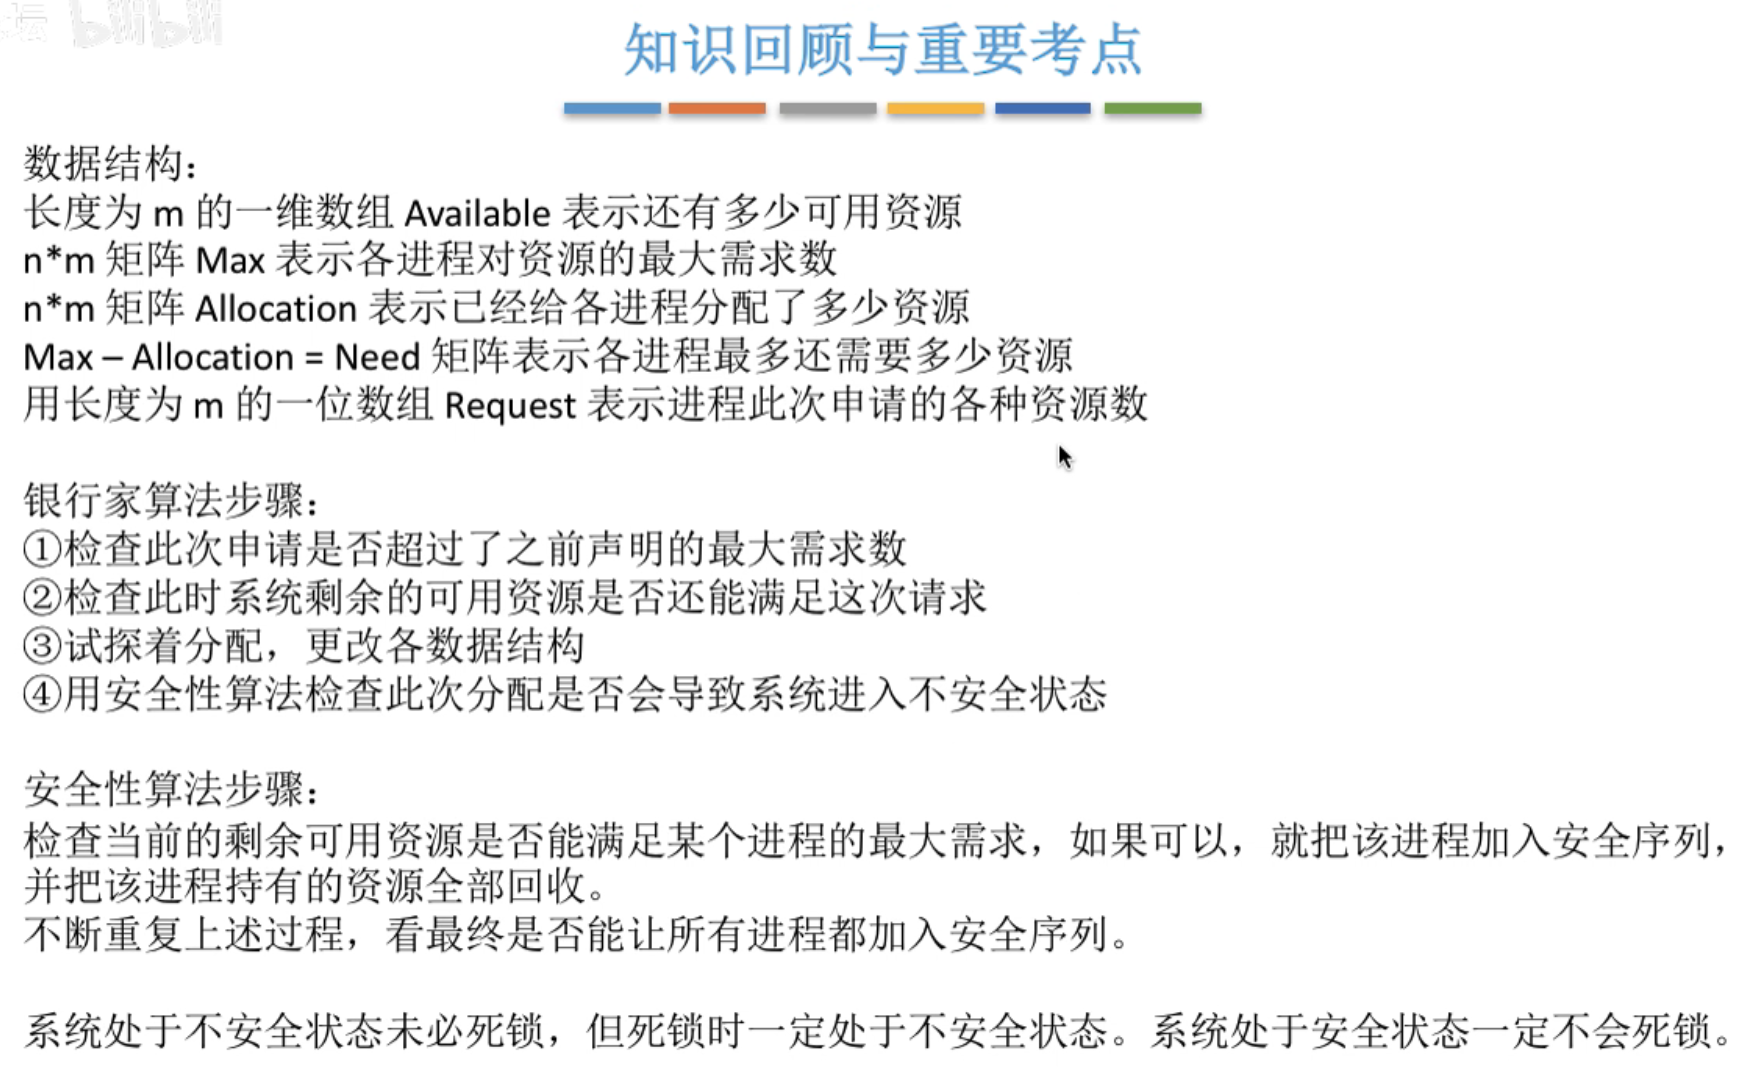 坛 bilibili
知识回顾与重要考点
数据结构：
长度为 m 的一维数组 Available 表示还有多少可用资源
n*m 矩阵 Max 表示各进程对资源的最大需求数
n*m 矩阵 Allocation 表示已经给各进程分配了多少资源
Max – Allocation = Need 矩阵表示各进程最多还需要多少资源
用长度为 m 的一位数组 Request 表示进程此次申请的各种资源数
银行家算法步骤：
①检查此次申请是否超过了之前声明的最大需求数
②检查此时系统剩余的可用资源是否还能满足这次请求
③试探着分配，更改各数据结构
④用安全性算法检查此次分配是否会导致系统进入不安全状态
安全性算法步骤：
检查当前的剩余可用资源是否能满足某个进程的最大需求，如果可以，就把该进程加入安全序列，
并把该进程持有的资源全部回收。
不断重复上述过程，看最终是否能让所有进程都加入安全序列。
系统处于不安全状态未必死锁，但死锁时一定处于不安全状态。系统处于安全状态一定不会死锁。